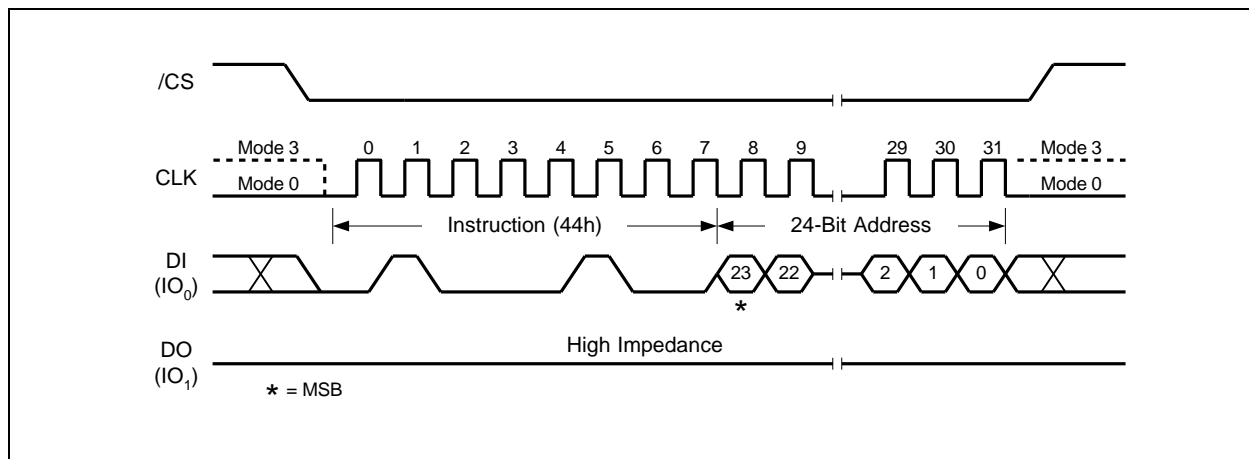 /CS
Mode 3 0 1 2 3 4 5 6 7 8 9 29 30 31 Mode 3
CLK
Mode 0 Mode 0
Instruction (44h) 24-Bit Address
DI
(IO0) 23 22 2 1 0
*
High Impedance
DO
(IO1)
* = MSB